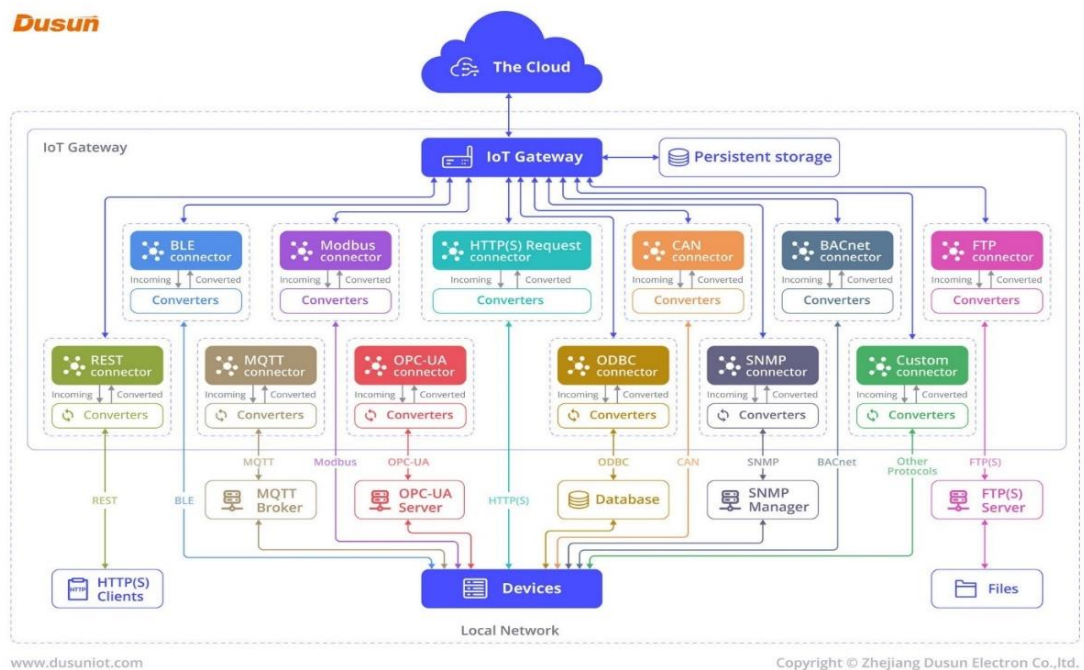 Dusun
The Cloud
IoT Gateway
IoT Gateway
Persistent storage
BLE
connector
Modbus
connector
HTTP(S) Request
connector
CAN
connector
BACnet
connector
FTP
connector
Incoming Converted
Incoming Converted
Incoming Converted
Incoming Converted
Incoming Converted
Incoming Converted
Converters
Converters
Converters
Converters
Converters
Converters
REST
connector
MQTT
connector
OPC-UA
connector
ODBC
connector
SNMP
connector
Custom
connector
Incoming Converted
Incoming Converted
Incoming Converted
Incoming Converted
Incoming Converted
Incoming Converted
Converters
Converters
Converters
Converters
Converters
Converters
MQTT
Modbus
OPC-UA
ODBC
CAN
SNMP
BACnet
Other
Protocols
FTP(S)
REST
BLE
MQTT
Broker
OPC-UA
Server
HTTP(S)
Database
SNMP
Manager
FTP(S)
Server
HTTP
HTTP(S)
Clients
Devices
Files
Local Network
www.dusuniot.com
Copyright © Zhejiang Dusun Electron Co.,ltd.